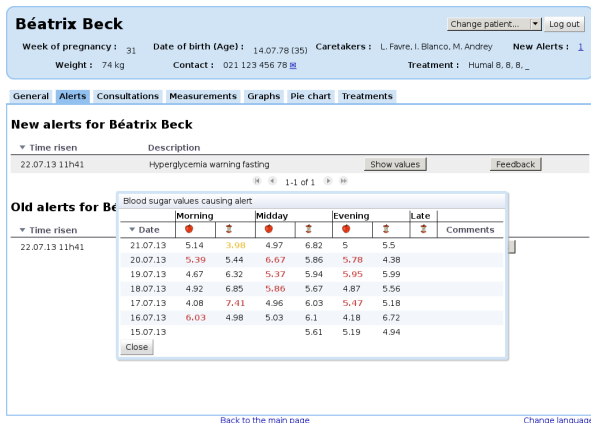 Béatrix Beck
Change patient...
Log out
Week of pregnancy : 31 Date of birth (Age) : 14.07.78 (35) Caretakers : L. Favre, I. Blanco, M. Andrey New Alerts : 1
Weight : 74 kg Contact : 021 123 456 78 Treatment : Humal 8, 8, 8, _
General Alerts Consultations Measurements Graphs Pie chart Treatments
New alerts for Béatrix Beck
Time risen Description
22.07.13 11h41 Hyperglycemia warning fasting Show values Feedback
1-1 of 1
Old alerts for Bé
Time risen
22.07.13 11h41
Blood sugar values causing alert
Morning Midday Evening Late
Date Comments
21.07.13 5.14 3.98 4.97 6.82 5 5.5
20.07.13 5.39 5.44 6.67 5.86 5.78 4.38
19.07.13 4.67 6.32 5.37 5.94 5.95 5.99
18.07.13 4.92 6.85 5.86 5.67 4.87 5.56
17.07.13 4.08 7.41 4.96 6.03 5.47 5.18
16.07.13 6.03 4.98 5.03 6.1 4.18 6.72
15.07.13 5.61 5.19 4.94
Close
Back to the main page
Change language